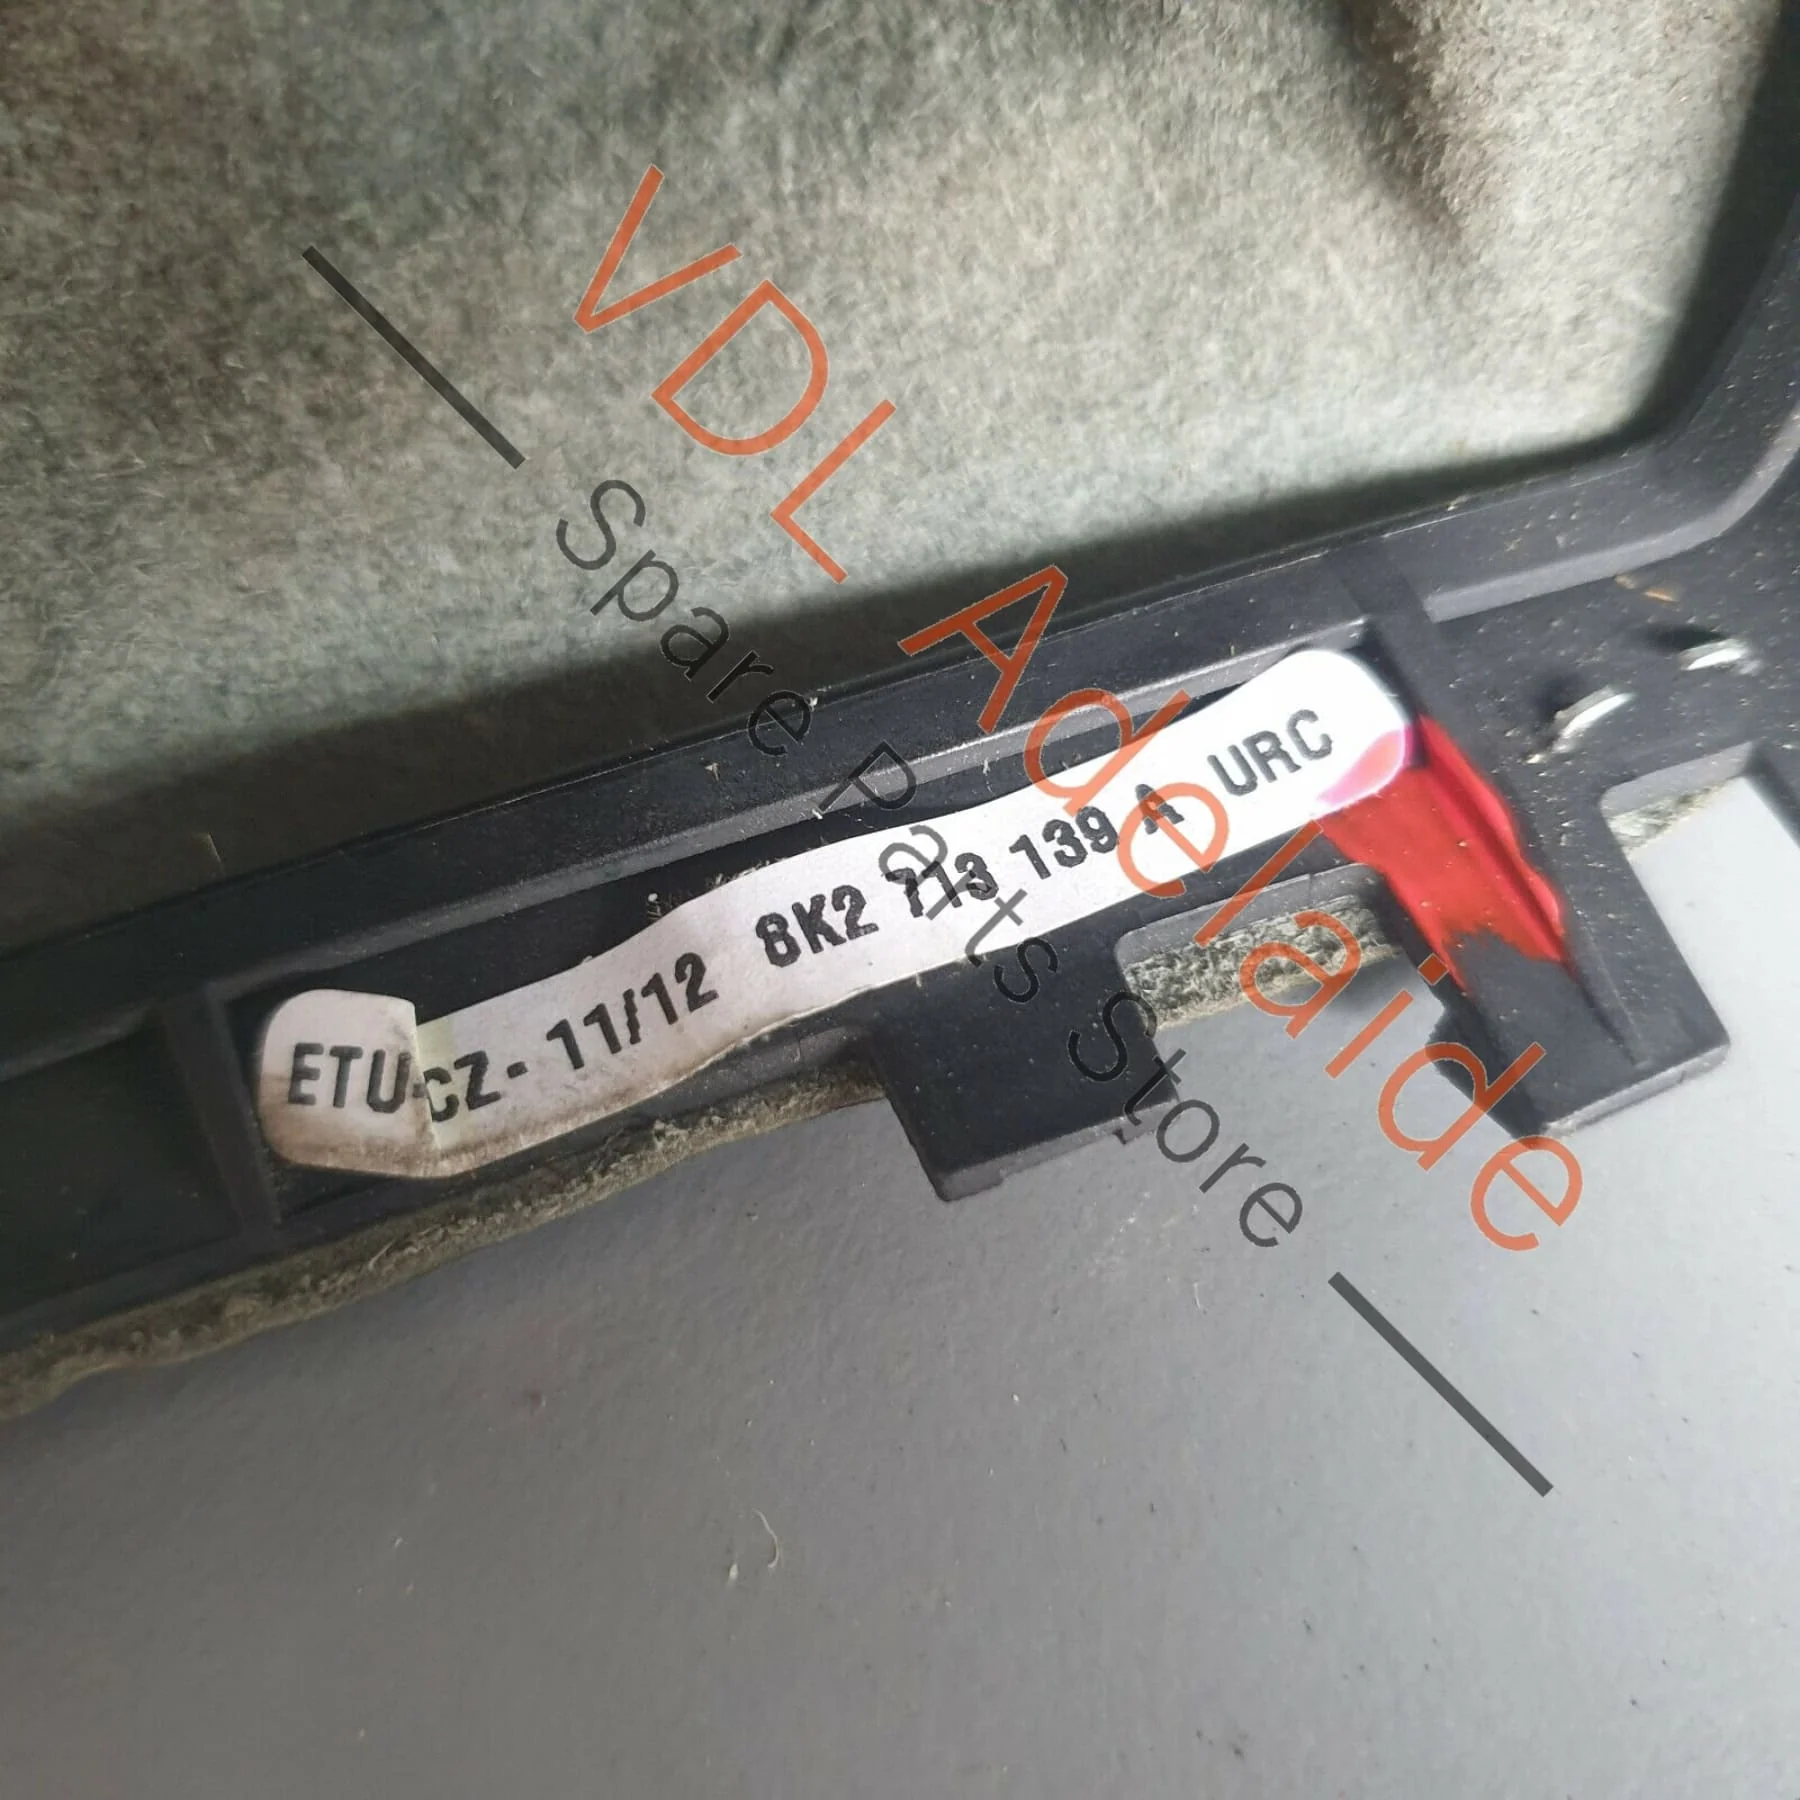 VDL Adelaide
Spare Parts Store
ETU-CZ- 11/12 8K2 713 139 A URC